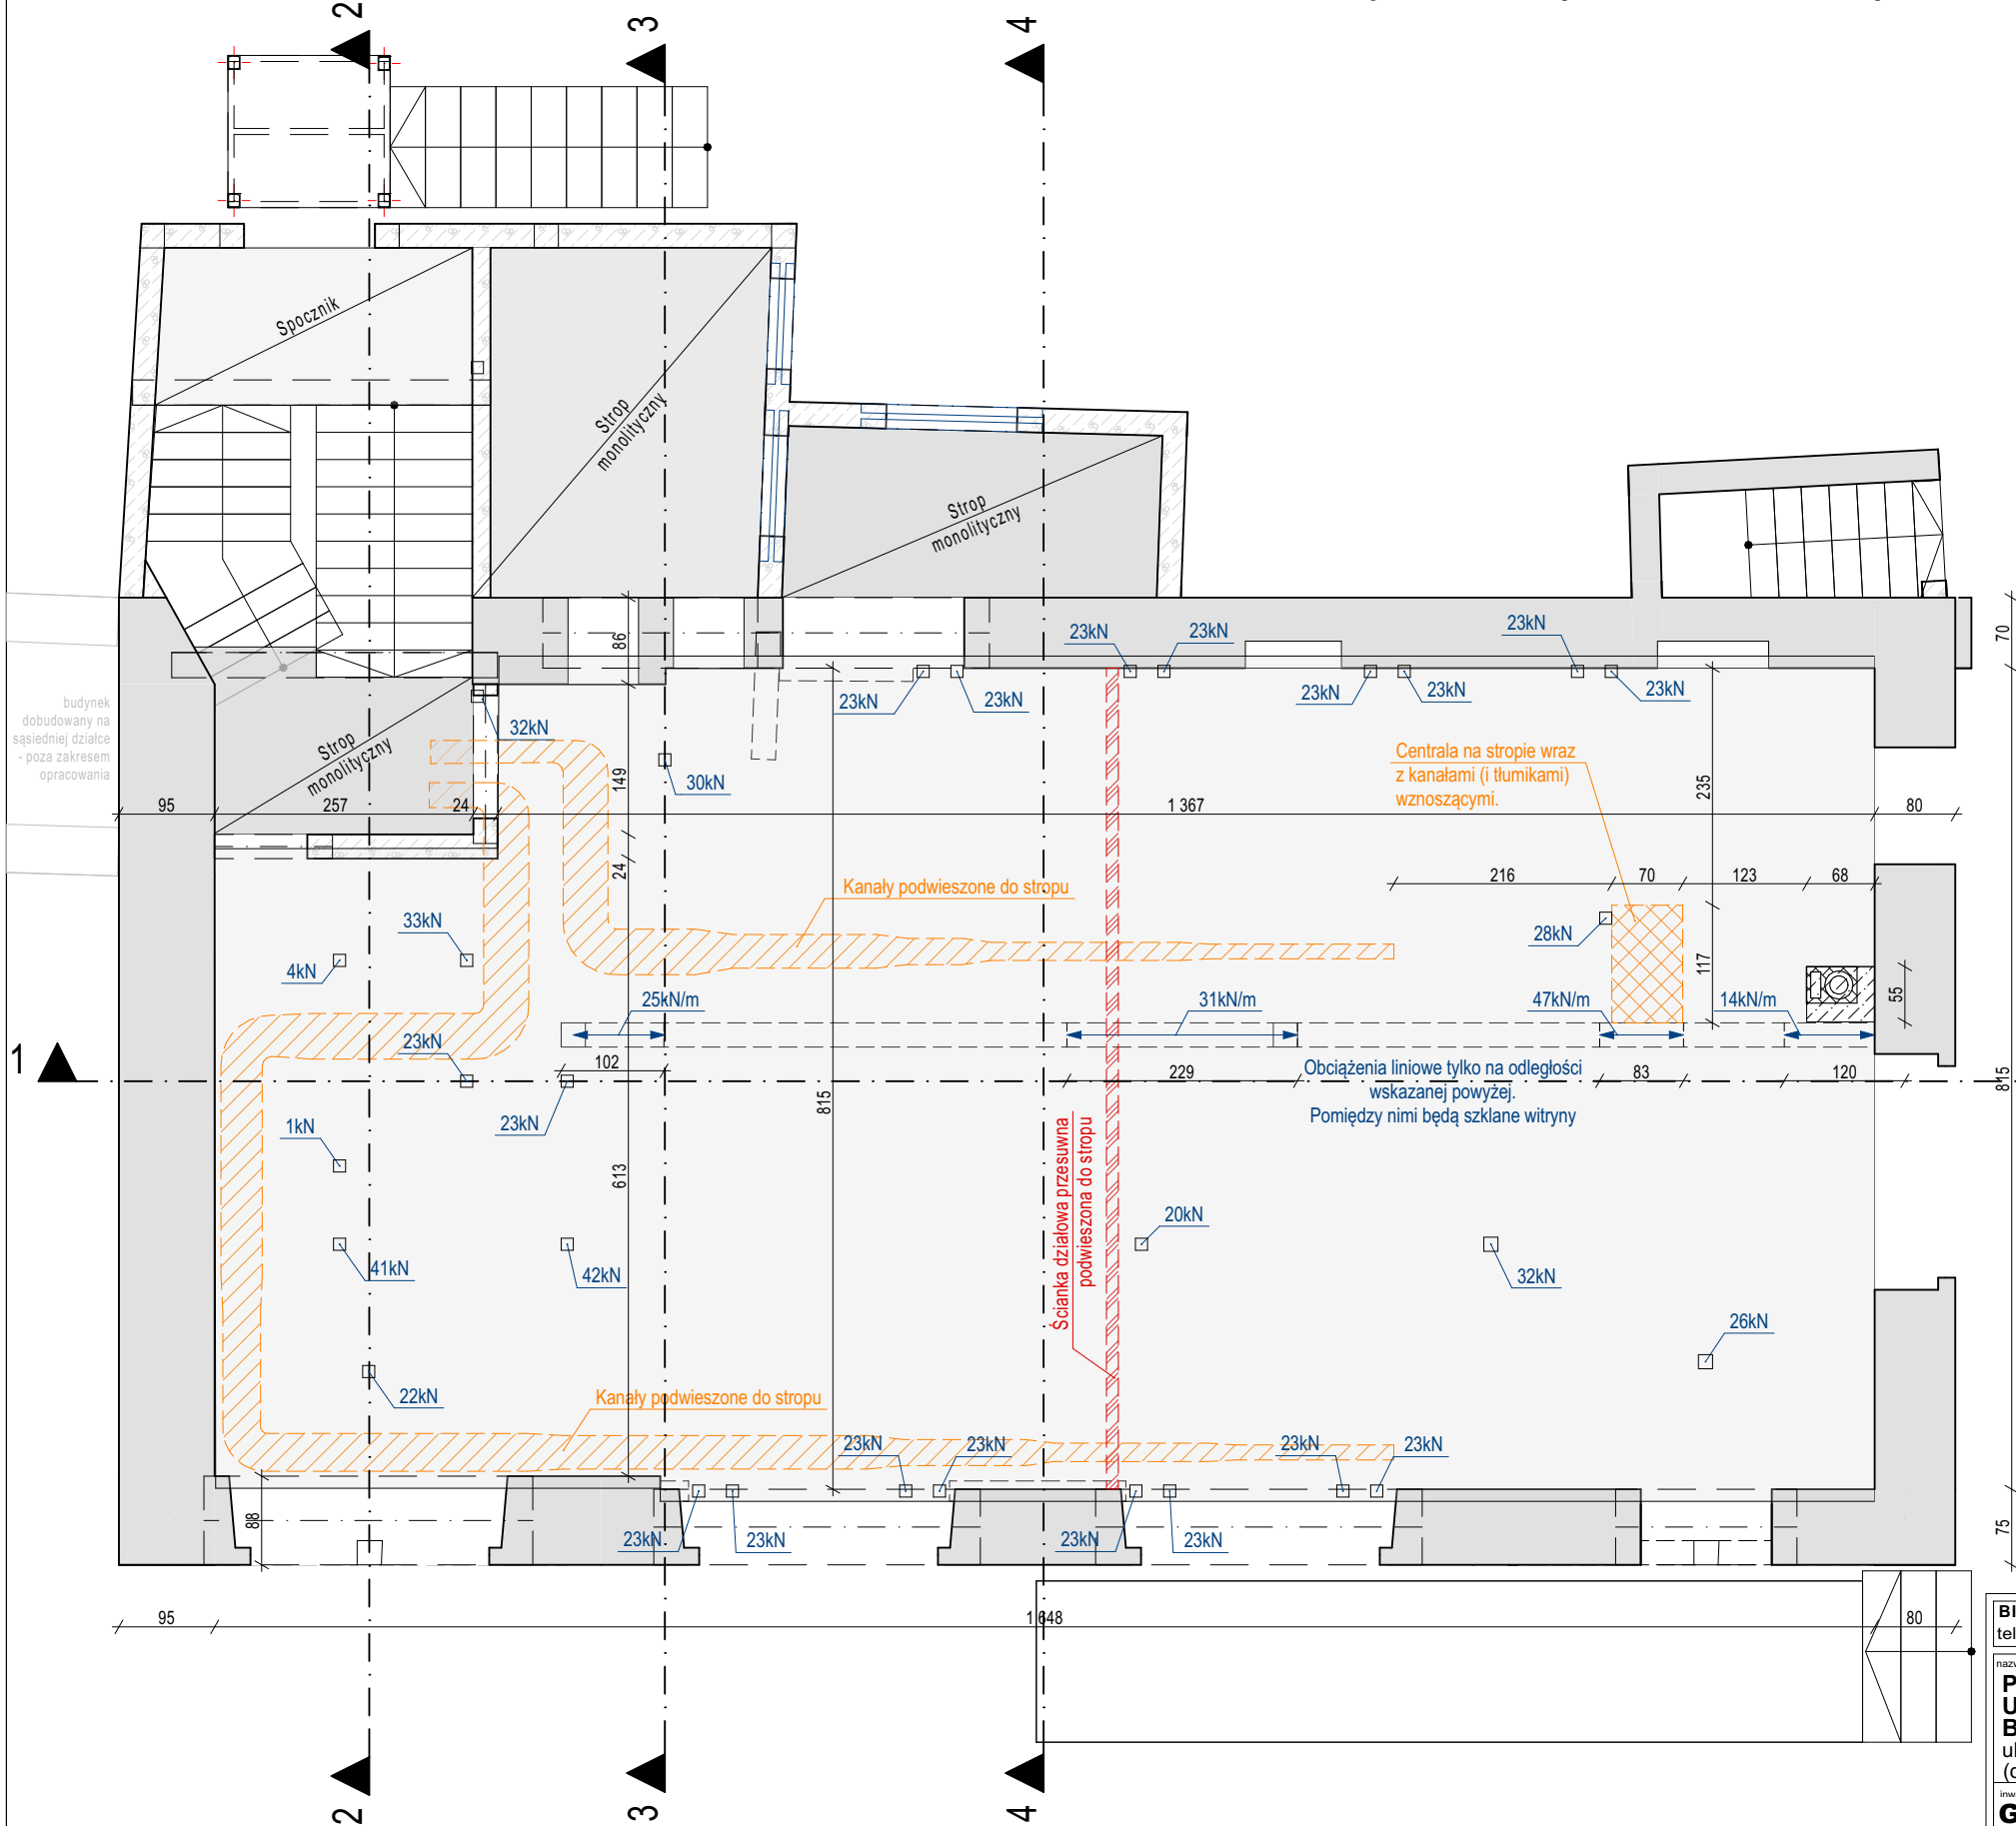 2
3
4
Spocznik
Strop
monolityczny
Strop
monolityczny
budynek
dobudowany na
sąsiedniej działce
- poza zakresem
opracowania
Strop
monolityczny
86
70
23kN
23kN
23kN
23kN
23kN
23kN
23kN
23kN
32kN
30kN
149
235
Centrala na stropie wraz
z kanałami (i tłumikami)
wznoszącymi.
95
257
24
1 367
80
24
Kanały podwieszone do stropu
216
70
123
68
33kN
4kN
28kN
117
55
25kN/m
31kN/m
47kN/m
14kN/m
1
23kN
102
229
83
120
815
815
Obciążenia liniowe tylko na odległości
wskazanej powyżej.
Pomiędzy nimi będą szklane witryny
23kN
1kN
613
Ścianka działowa przesuwna
podwieszona do stropu
20kN
41kN
42kN
32kN
26kN
22kN
Kanały podwieszone do stropu
23kN
23kN
23kN
23kN
88
23kN
23kN
23kN
23kN
75
95
1 648
80
2
3
4
BI
tel
P
U
B
ul
(d
G